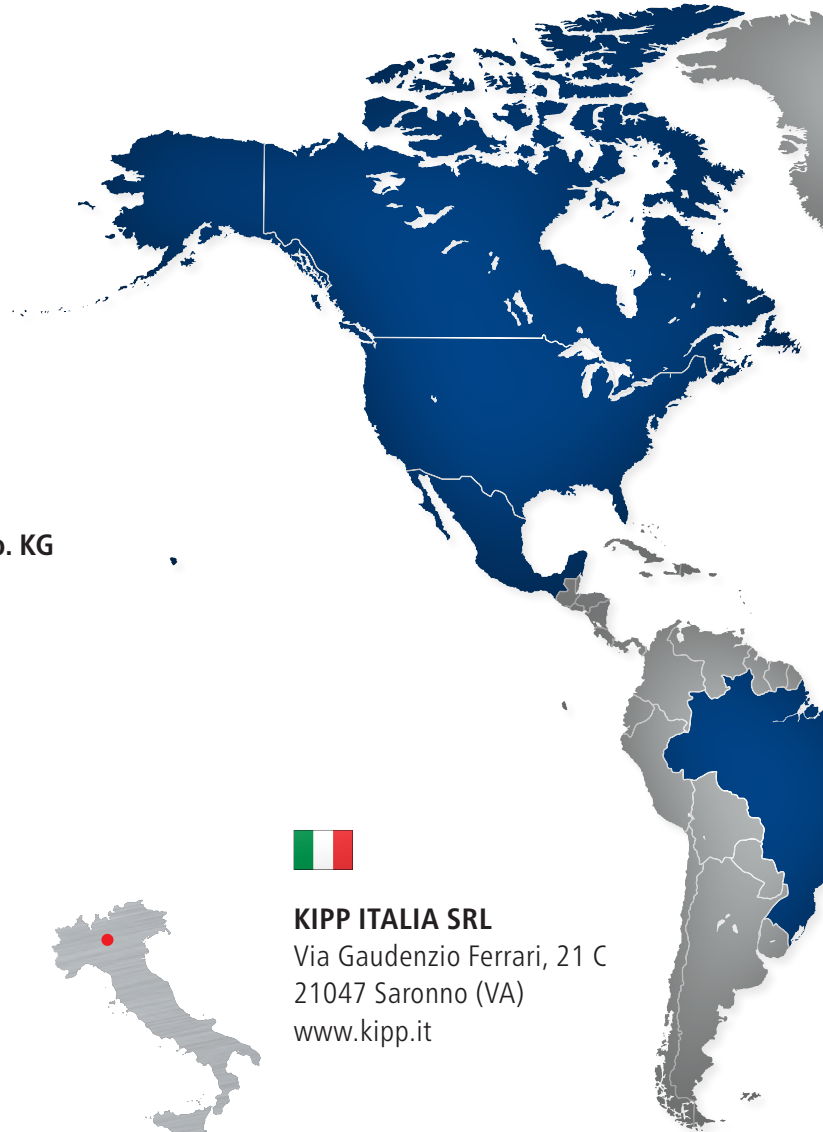 . KG
KIPP ITALIA SRL
Via Gaudenzio Ferrari, 21 C
21047 Saronno (VA)
www.kipp.it